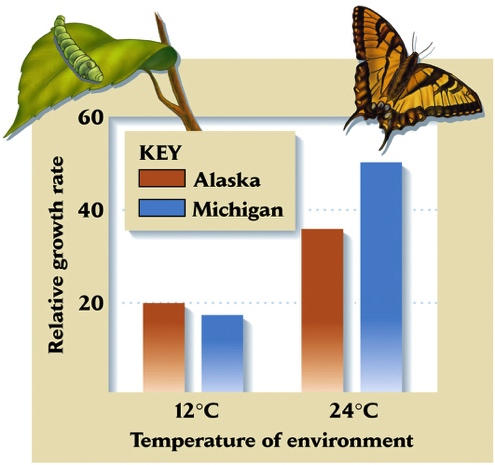 60
KEY
Alaska
Michigan
40
20
Relative growth rate
12°C
24°C
Temperature of environment